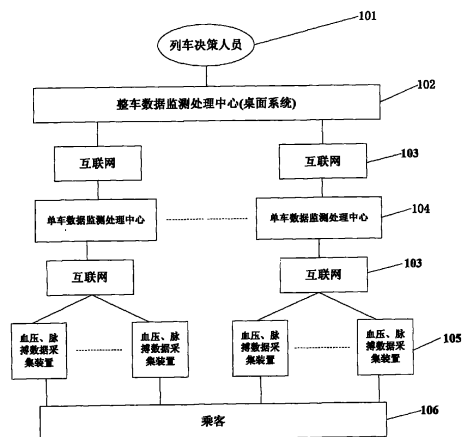 101
列车决策人员
102
整车数据监测处理中心(桌面系统)
互联网
互联网
103
单车数据监测处理中心
单车数据监测处理中心
104
互联网
互联网
103
血压、脉
搏数据采
集装置
血压、脉
搏数据采
集装置
血压、脉
搏数据采
集装置
血压、脉
搏数据采
集装置
105
乘客
106